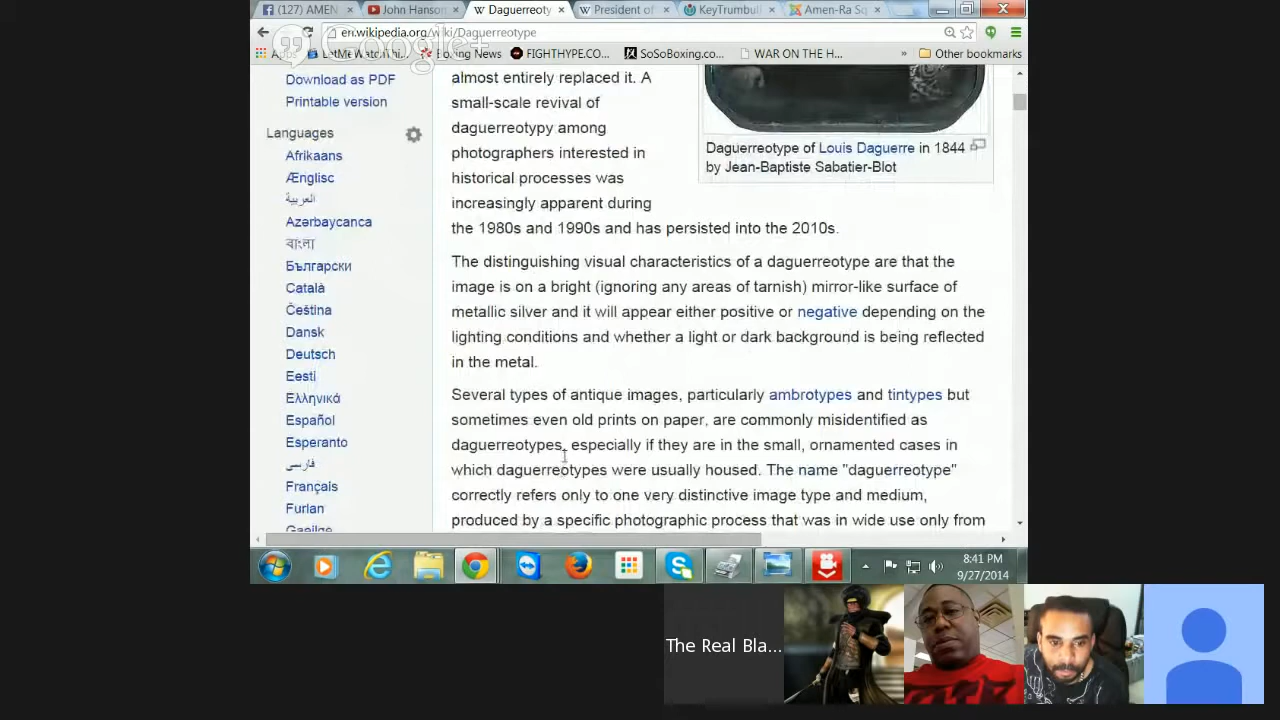 (127) AMEN
John Hanson
Daguerreoty
President of
KeyTrumbull
Amen-Ra Sq
en.wikipedia.org/wiki/Daguerreotype
Google+
Boxing News
FIGHTHYPE.CO...
SoSoBoxing.co...
WAR ON THE H...
»
Other bookmarks
Download as PDF
Printable version
Languages
Afrikaans
Ænglisc
العربية
Azərbaycanca
বাংলা
Български
Català
Čeština
Dansk
Deutsch
Eesti
Ελληνικά
Español
Esperanto
فارسی
Français
Furlan
Gaeilge
almost entirely replaced it. A
small-scale revival of
daguerreotypy among
photographers interested in
historical processes was
increasingly apparent during
the 1980s and 1990s and has persisted into the 2010s.
Daguerreotype of Louis Daguerre in 1844
by Jean-Baptiste Sabatier-Blot
The distinguishing visual characteristics of a daguerreotype are that the
image is on a bright (ignoring any areas of tarnish) mirror-like surface of
metallic silver and it will appear either positive or negative depending on the
lighting conditions and whether a light or dark background is being reflected
in the metal.
Several types of antique images, particularly ambrotypes and tintypes but
sometimes even old prints on paper, are commonly misidentified as
daguerreotypes, especially if they are in the small, ornamented cases in
which daguerreotypes were usually housed. The name "daguerreotype"
correctly refers only to one very distinctive image type and medium,
produced by a specific photographic process that was in wide use only from
8:41 PM
9/27/2014
The Real Bla...